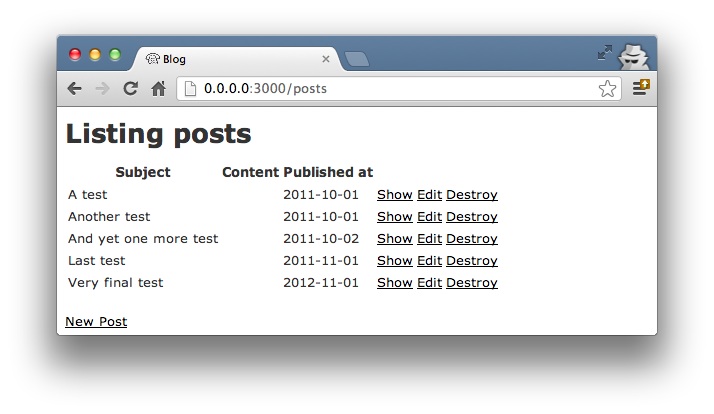 Blog
0.0.0.0:3000/posts
Listing posts
Subject Content Published at
A test 2011-10-01 Show Edit Destroy
Another test 2011-10-01 Show Edit Destroy
And yet one more test 2011-10-02 Show Edit Destroy
Last test 2011-11-01 Show Edit Destroy
Very final test 2012-11-01 Show Edit Destroy
New Post